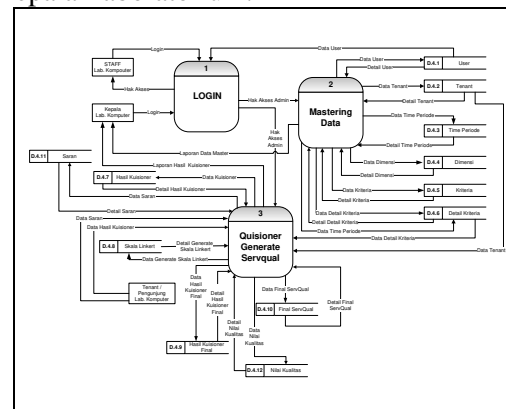 Data User
1
LOGIN
STAFF
Lab. Komputer
Login
Hak Akses
Kepala
Lab. Komputer
Login
Hak Akses Admin
Hak
Akses
Admin
2
Mastering
Data
Data User
Detail User
D.4.1 User
Data Tenant
D.4.2 Tenant
Detail Tenant
Data Time Periode
D.4.3 Time Periode
Detail Time Periode
Data Dimensi
D.4.4 Dimensi
Detail Dimensi
Data Kriteria
D.4.5 Kriteria
Detail Kriteria
Data Detail Kriteria
D.4.6 Detail Kriteria
Detail Detail Kriteria
Data Time Periode
Data Detail Kriteria
Data Tenant
Laporan Data Master
D.4.11 Saran
Laporan Hasil Kuisioner
D.4.7 Hasil Kuisioner
Data Kuisioner
Detail Hasil Kuisioner
Data Saran
Detail Saran
Data Saran
Data Hasil Kuisioner
3
Quisioner
Generate
Servqual
D.4.8 Skala Linkert
Detail Generate
Skala Linkert
Data Generate Skala Linkert
Tenant /
Pengunjung
Lab. Komputer
Data
Hasil
Kuisioner
Final
Detail
Hasil
Kuisioner
Final
D.4.9 Hasil Kuisioner
Final
Detail
Nilai
Kualitas
Data
Nilai
Kualitas
D.4.12 Nilai Kualitas
Data Final ServQual
D.4.10 Final ServQual
Detail Final
ServQual